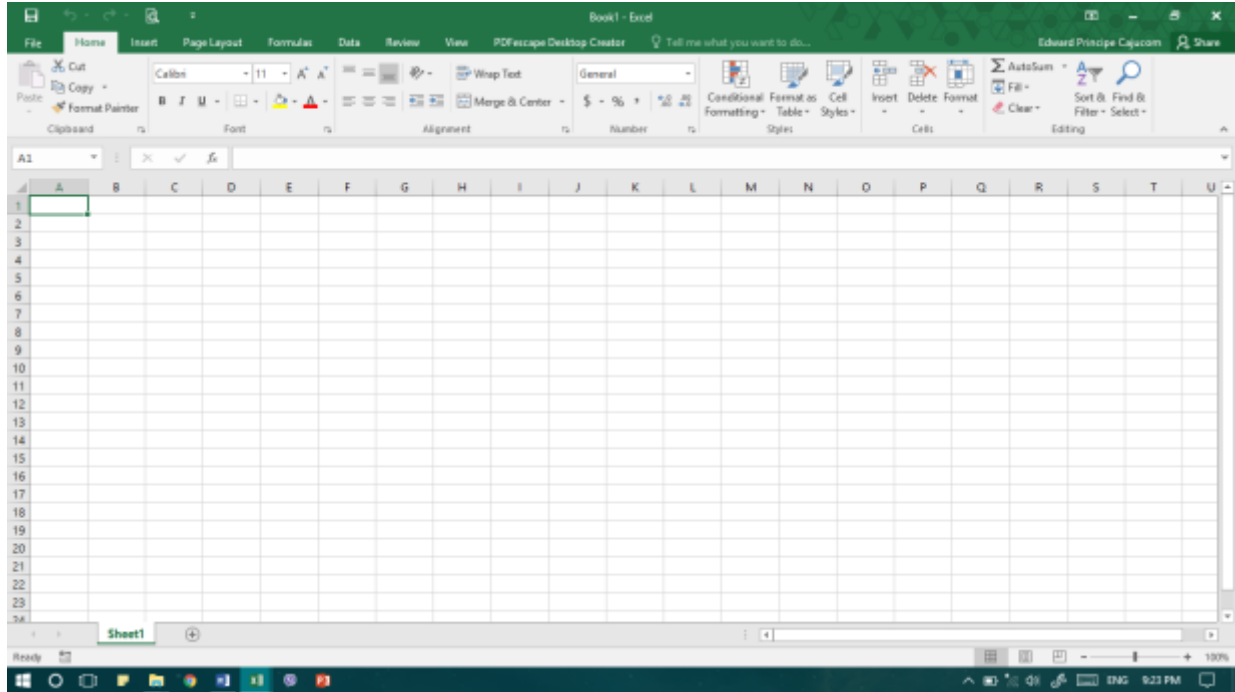 Book1 - Excel
File Home Insert Page Layout Formulas Data Review View PDFescape Desktop Creator Tell me what you want to do... Edward Principe Cajucom Share
Paste
Cut
Copy
Format Painter
Clipboard
Calibri 11
B I U
Font
Wrap Text
Merge & Center
Alignment
General
$ % ,
Number
Conditional Formatting
Format as Table
Cell Styles
Styles
Insert Delete Format
Cells
AutoSum
Fill
Clear
Sort & Filter
Find & Select
Editing
A1 fx
A B C D E F G H I J K L M N O P Q R S T U
1
2
3
4
5
6
7
8
9
10
11
12
13
14
15
16
17
18
19
20
21
22
23
24
Sheet1
Ready 100%
ENG 9:23 PM